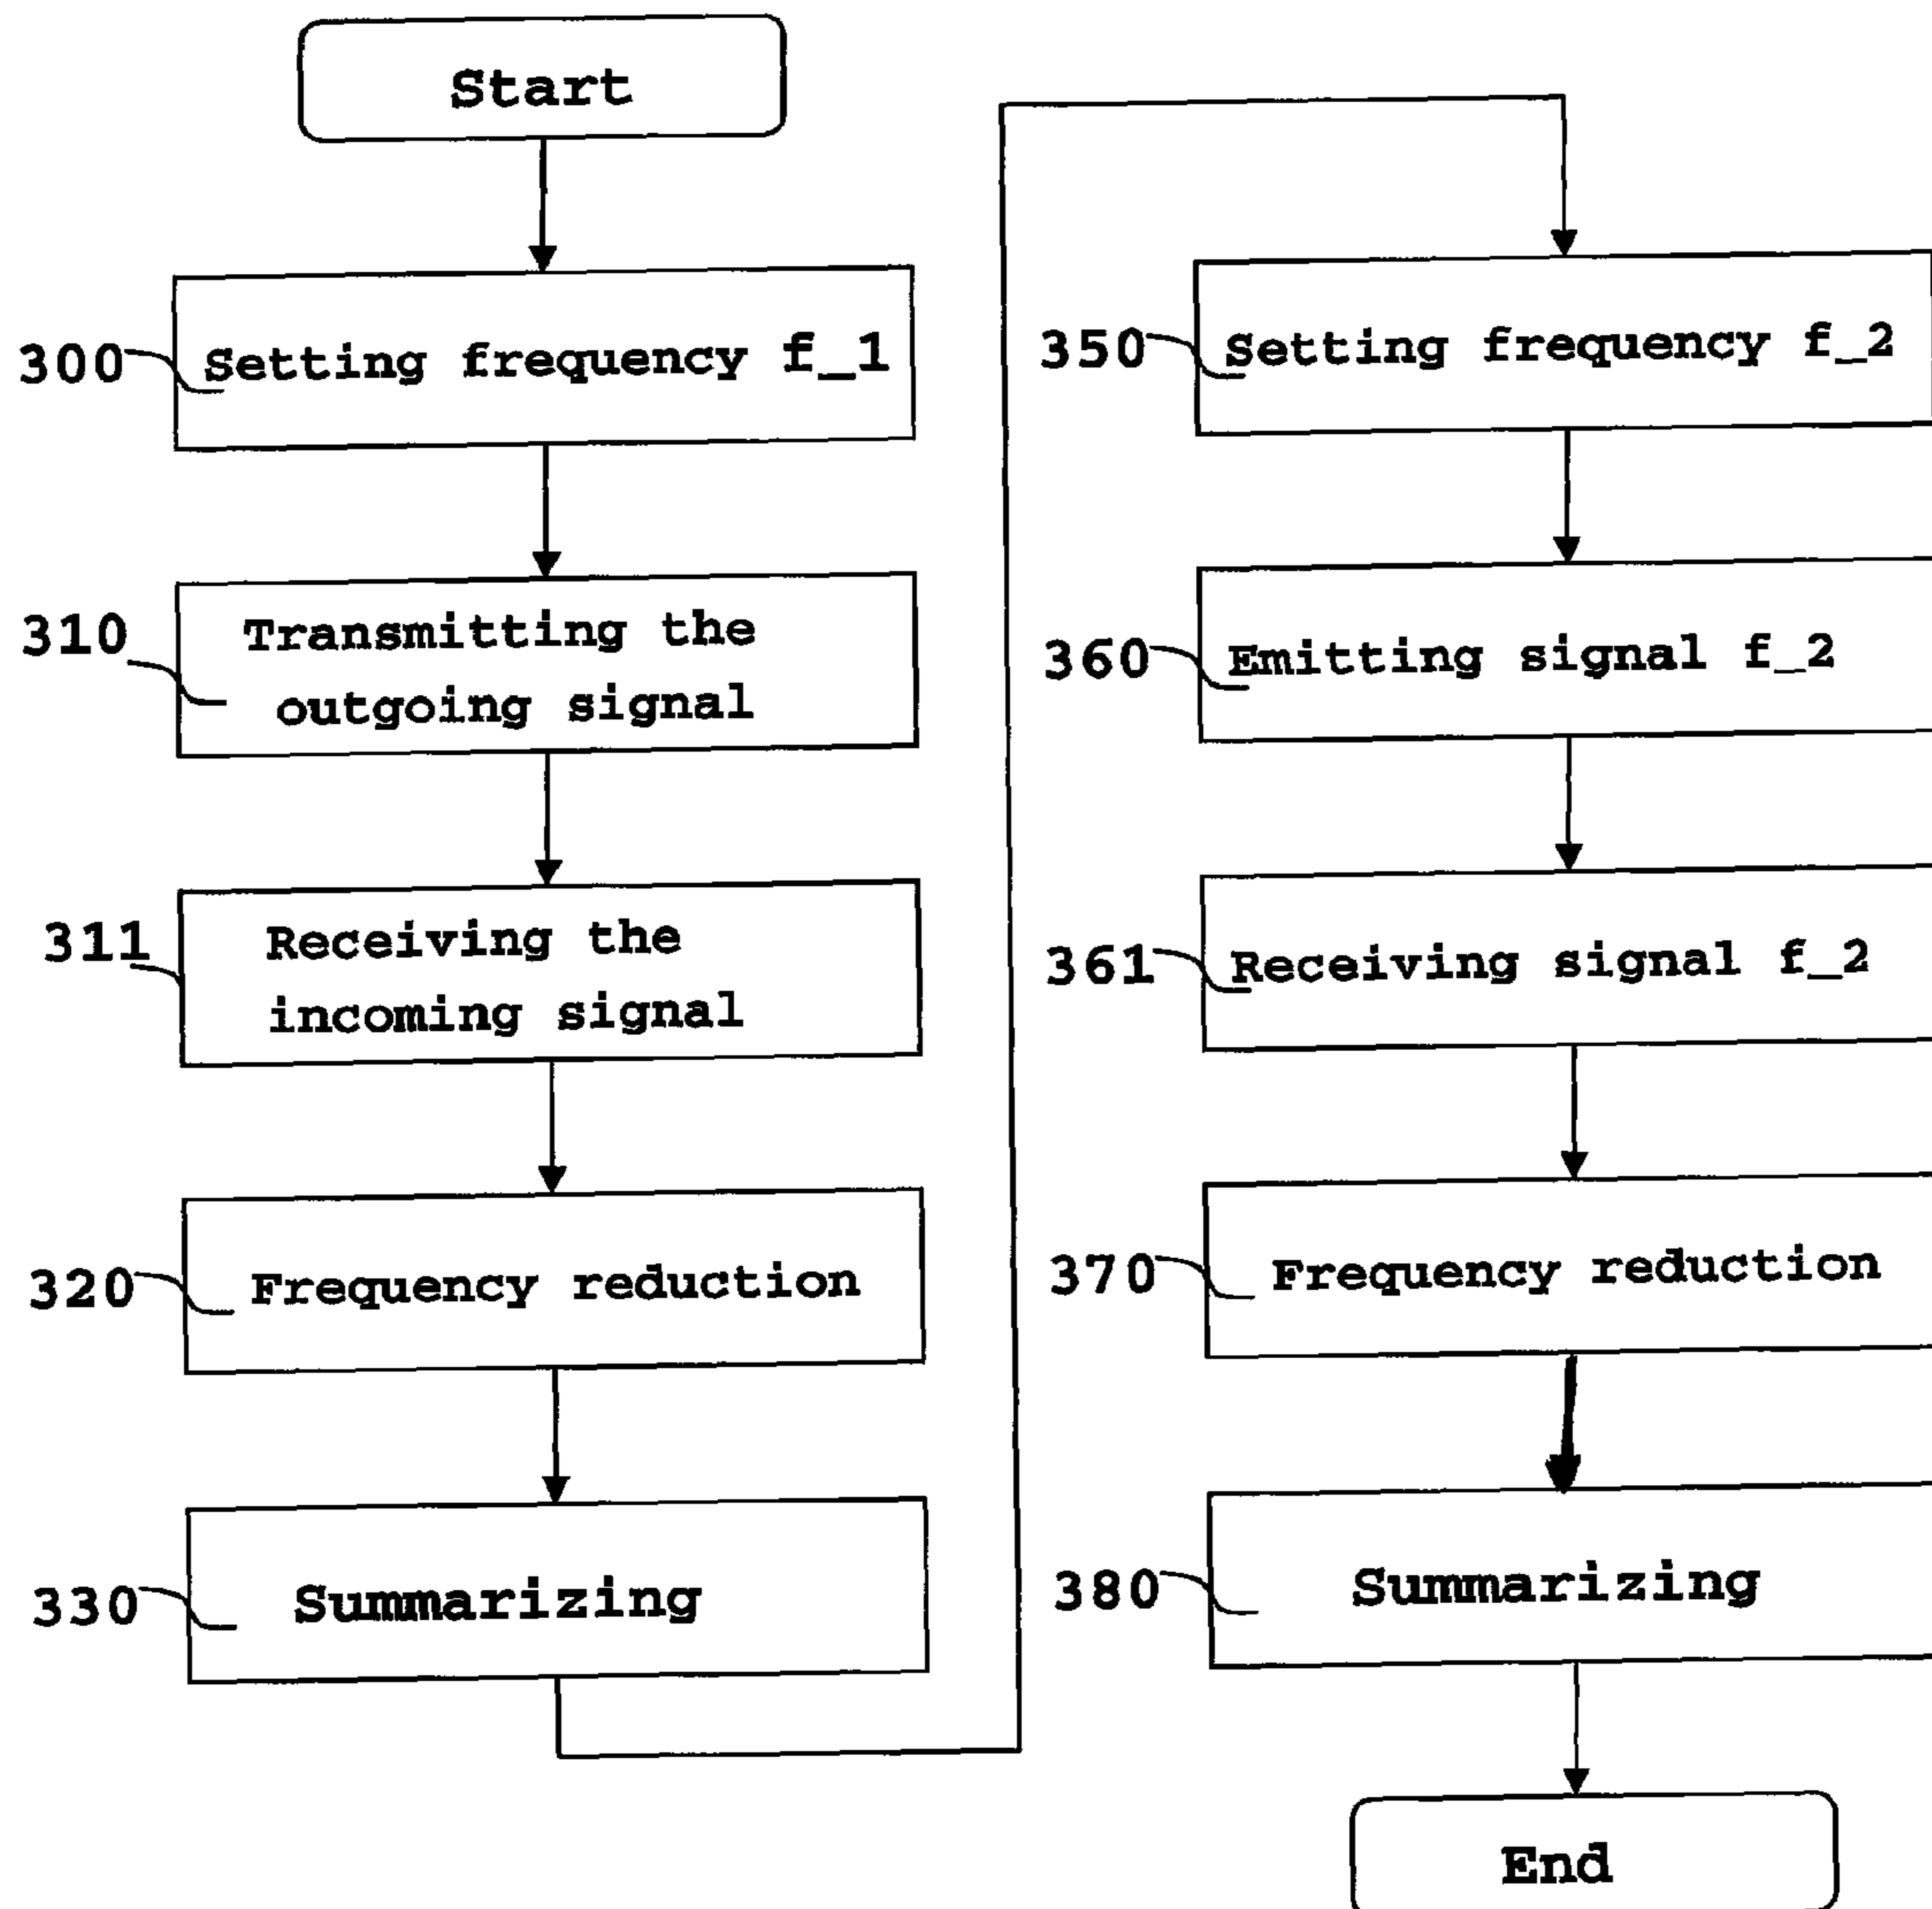 Start
300 Setting frequency f_1
310 Transmitting the
outgoing signal
311 Receiving the
incoming signal
320 Frequency reduction
330 Summarizing
350 Setting frequency f_2
360 Emitting signal f_2
361 Receiving signal f_2
370 Frequency reduction
380 Summarizing
End